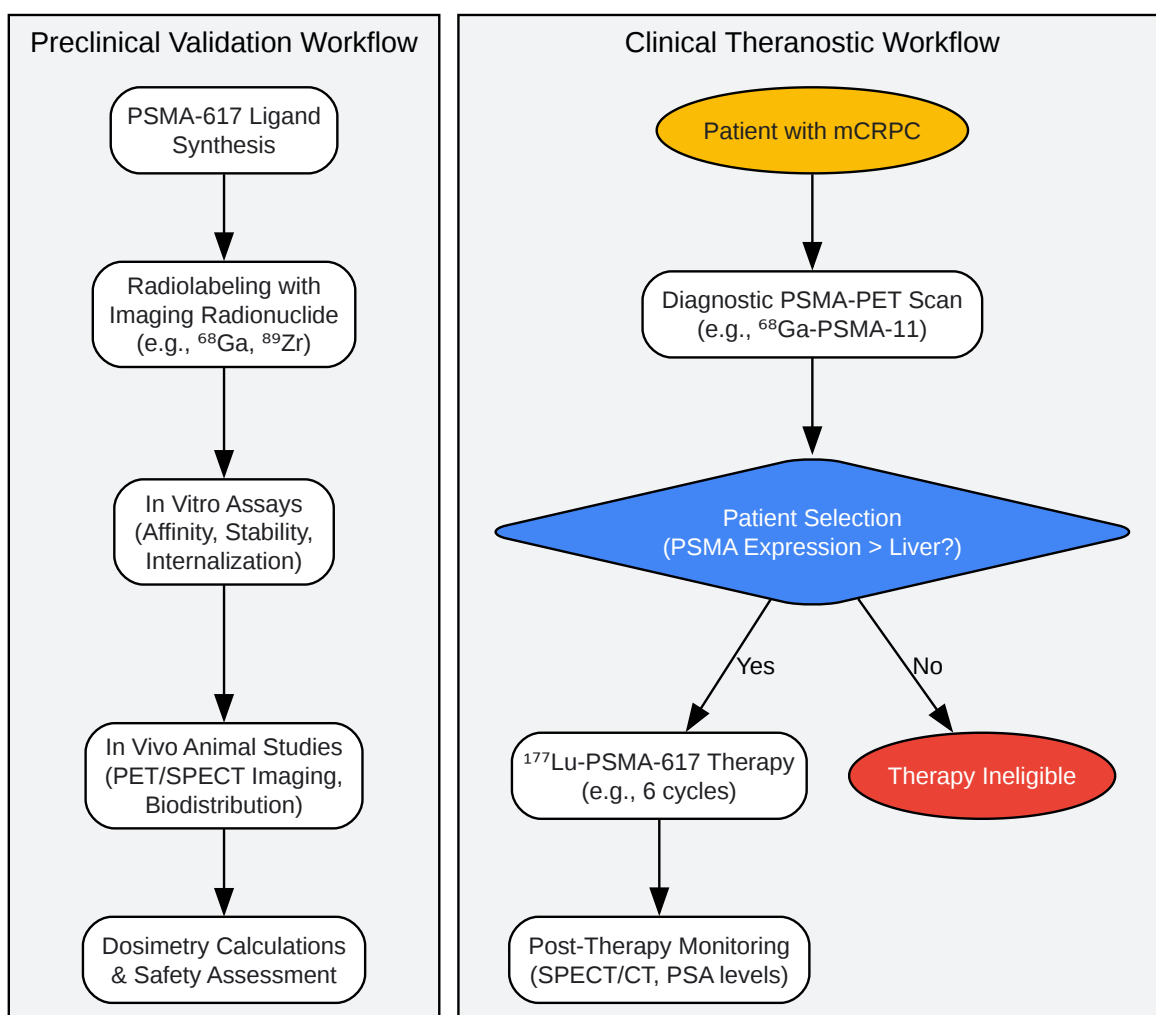 Preclinical Validation Workflow
PSMA-617 Ligand
Synthesis
Radiolabeling with
Imaging Radionuclide
(e.g., ⁶⁸Ga, ⁸⁹Zr)
In Vitro Assays
(Affinity, Stability,
Internalization)
In Vivo Animal Studies
(PET/SPECT Imaging,
Biodistribution)
Dosimetry Calculations
& Safety Assessment
Clinical Theranostic Workflow
Patient with mCRPC
Diagnostic PSMA-PET Scan
(e.g., ⁶⁸Ga-PSMA-11)
Patient Selection
(PSMA Expression > Liver?)
Yes
No
¹⁷⁷Lu-PSMA-617 Therapy
(e.g., 6 cycles)
Therapy Ineligible
Post-Therapy Monitoring
(SPECT/CT, PSA levels)